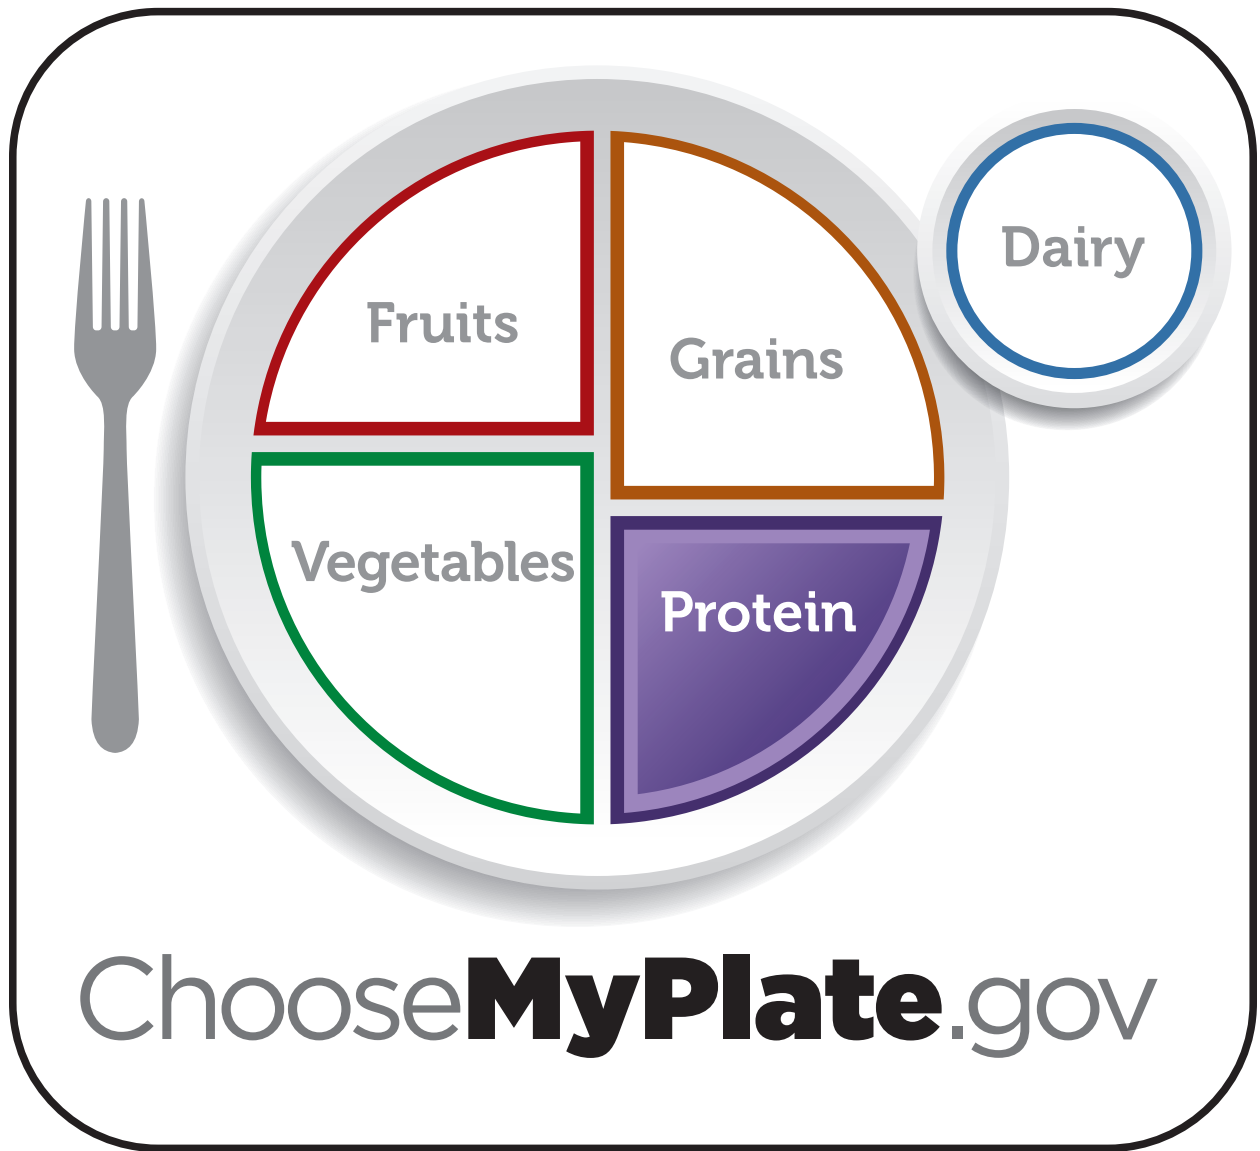 Fruits
Grains
Dairy
Vegetables
Protein
ChooseMyPlate.gov